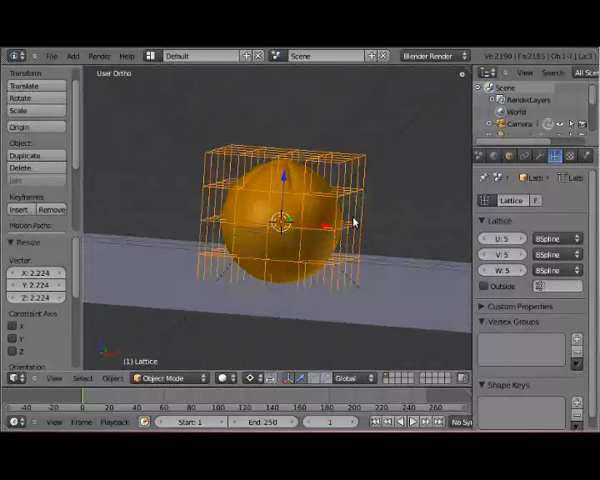 File Add Render Help Default Scene Blender Render Ve:2190 | Fa:2185 | Ob:1-7 | La:1
Transform
Translate
Rotate
Scale
Origin
Object:
Duplicate
Delete
Join
Keyframes
Insert Remove
Motion Paths:
Resize
Vector
X: 2.224
Y: 2.224
Z: 2.224
Constraint Axis
X
Y
Z
Orientation
User Ortho
(1) Lattice
View Search All Sce
Scene
RenderLayers
World
Camera
Latti Latti
Lattice F
Lattice
U: 5 BSpline
V: 5 BSpline
W: 5 BSpline
Outside
Custom Properties
Vertex Groups
Shape Keys
View Select Object Object Mode Global
-40 -20 0 20 40 60 80 100 120 140 160 180 200 220 240 260
View Frame Playback Start: 1 End: 250 1 No Sy